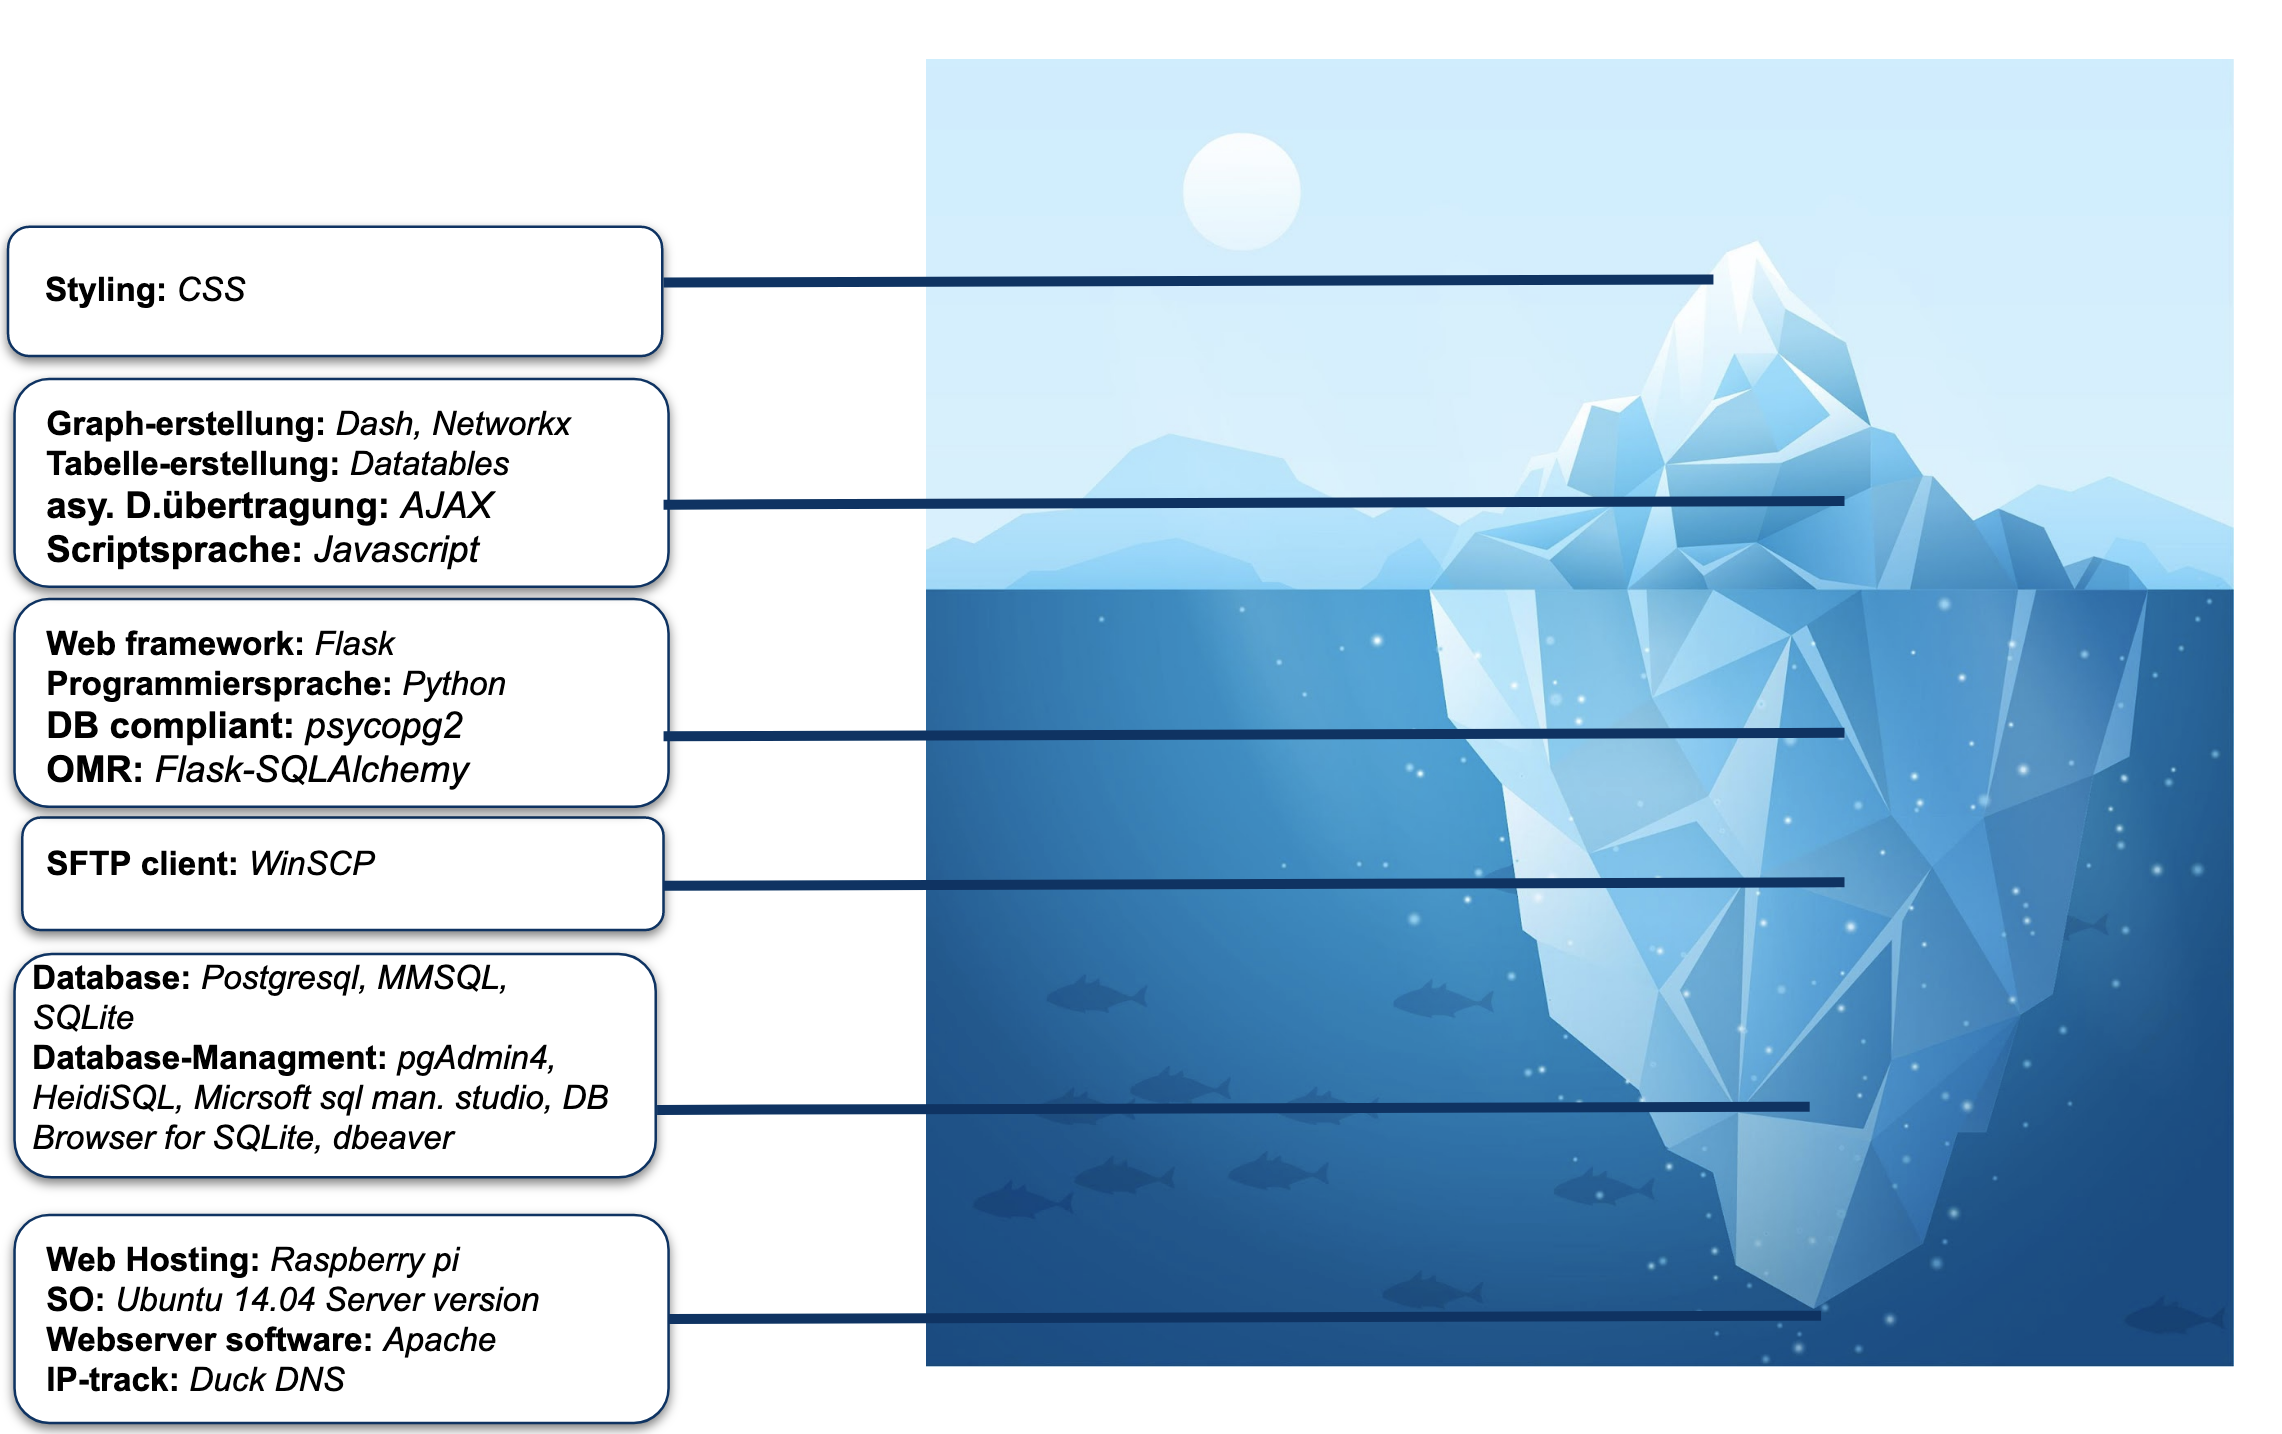 Styling: CSS
Graph-erstellung: Dash, Networkx
Tabelle-erstellung: Datatables
asy. D.übertragung: AJAX
Scriptsprache: Javascript
Web framework: Flask
Programmiersprache: Python
DB compliant: psycopg2
OMR: Flask-SQLAlchemy
SFTP client: WinSCP
Database: Postgresql, MMSQL,
SQLite
Database-Managment: pgAdmin4,
HeidiSQL, Micrsoft sql man. studio, DB
Browser for SQLite, dbeaver
Web Hosting: Raspberry pi
SO: Ubuntu 14.04 Server version
Webserver software: Apache
IP-track: Duck DNS